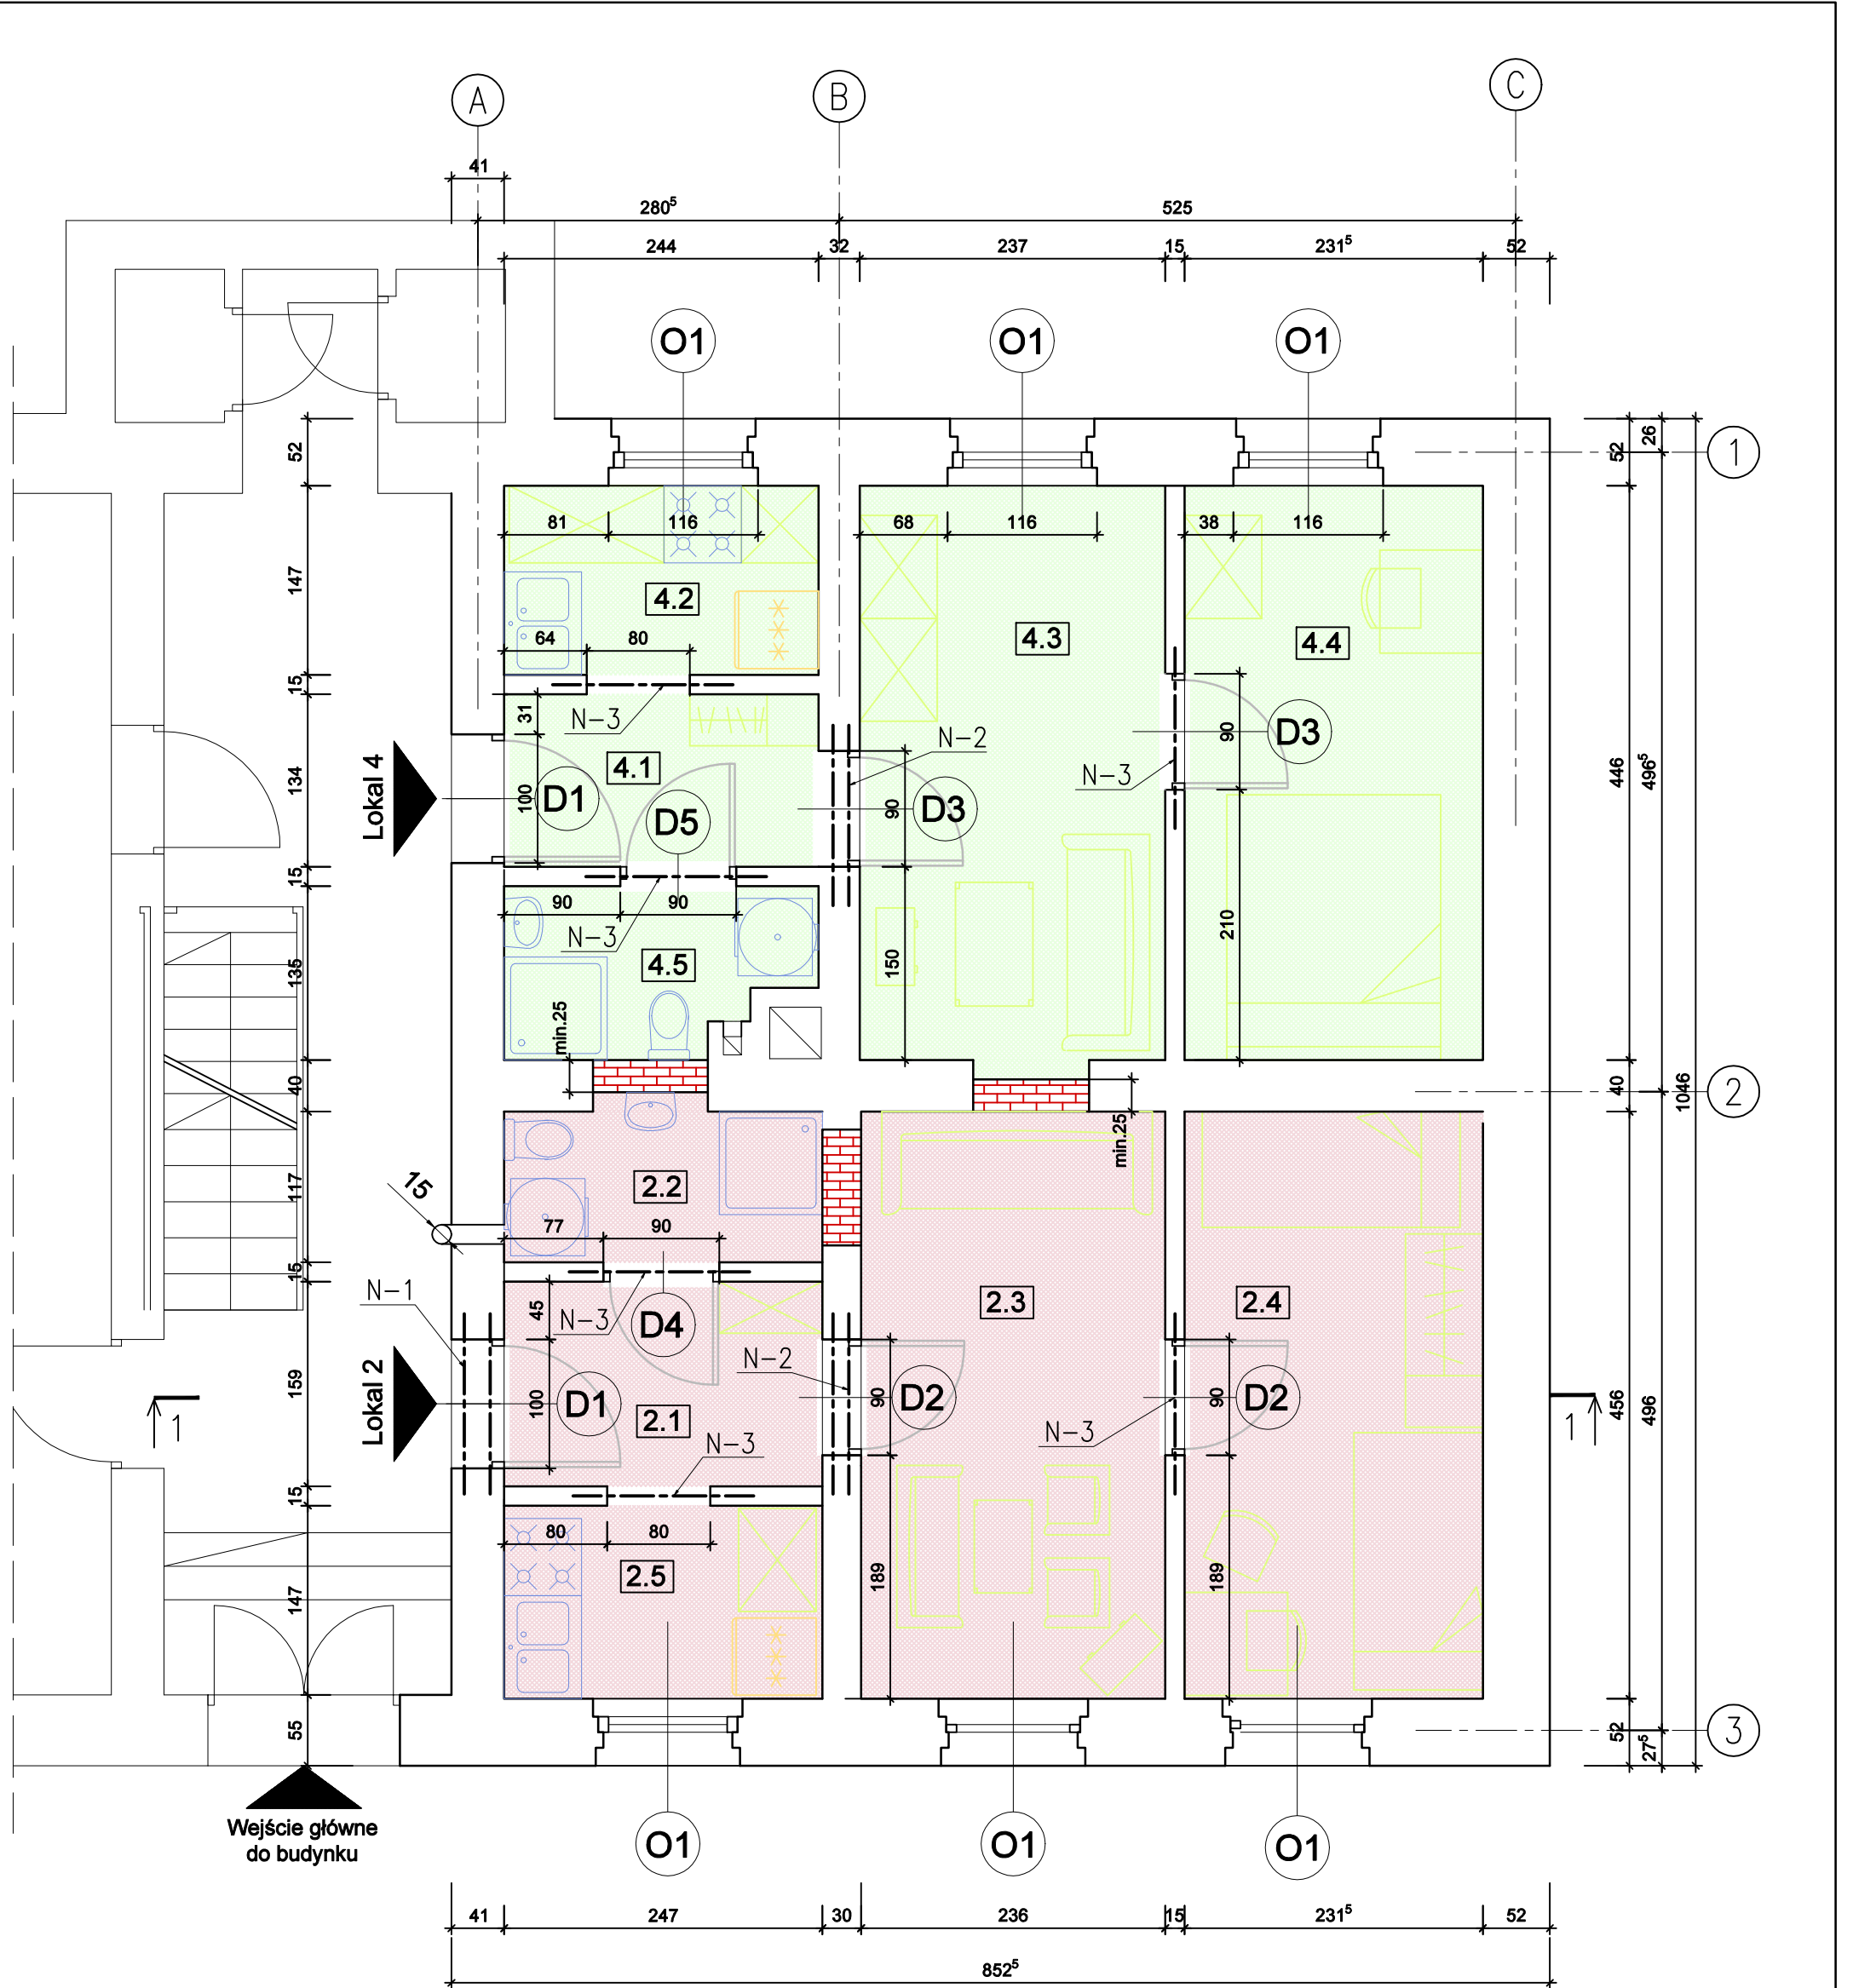 A
B
C
41
280⁵
525
244
32
237
15
231⁵
52
O1
O1
O1
52
26
52
1
81
116
68
116
38
116
147
4.2
4.3
4.4
64
80
15
31
N-3
N-2
90
D3
N-3
446
496⁵
Lokal 4
134
4.1
100
D1
D5
90
D3
15
90
90
N-3
4.5
135
150
210
min.25
40
40
2
1046
min.25
15
117
2.2
77
90
15
N-1
45
N-3
D4
2.3
2.4
N-2
Lokal 2
159
100
D1
90
D2
90
D2
2.1
N-3
N-3
456
496
1
1
15
80
80
2.5
147
189
189
55
52
27⁵
3
Wejście główne
do budynku
O1
O1
O1
41
247
30
236
15
231⁵
52
852⁵